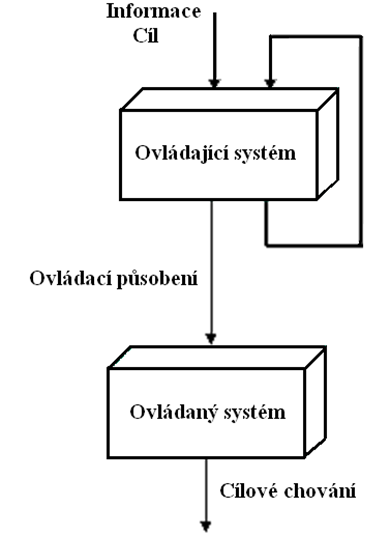 Informace
Cíl
Ovládající systém
Ovládací působení
Ovládaný systém
Cílové chování